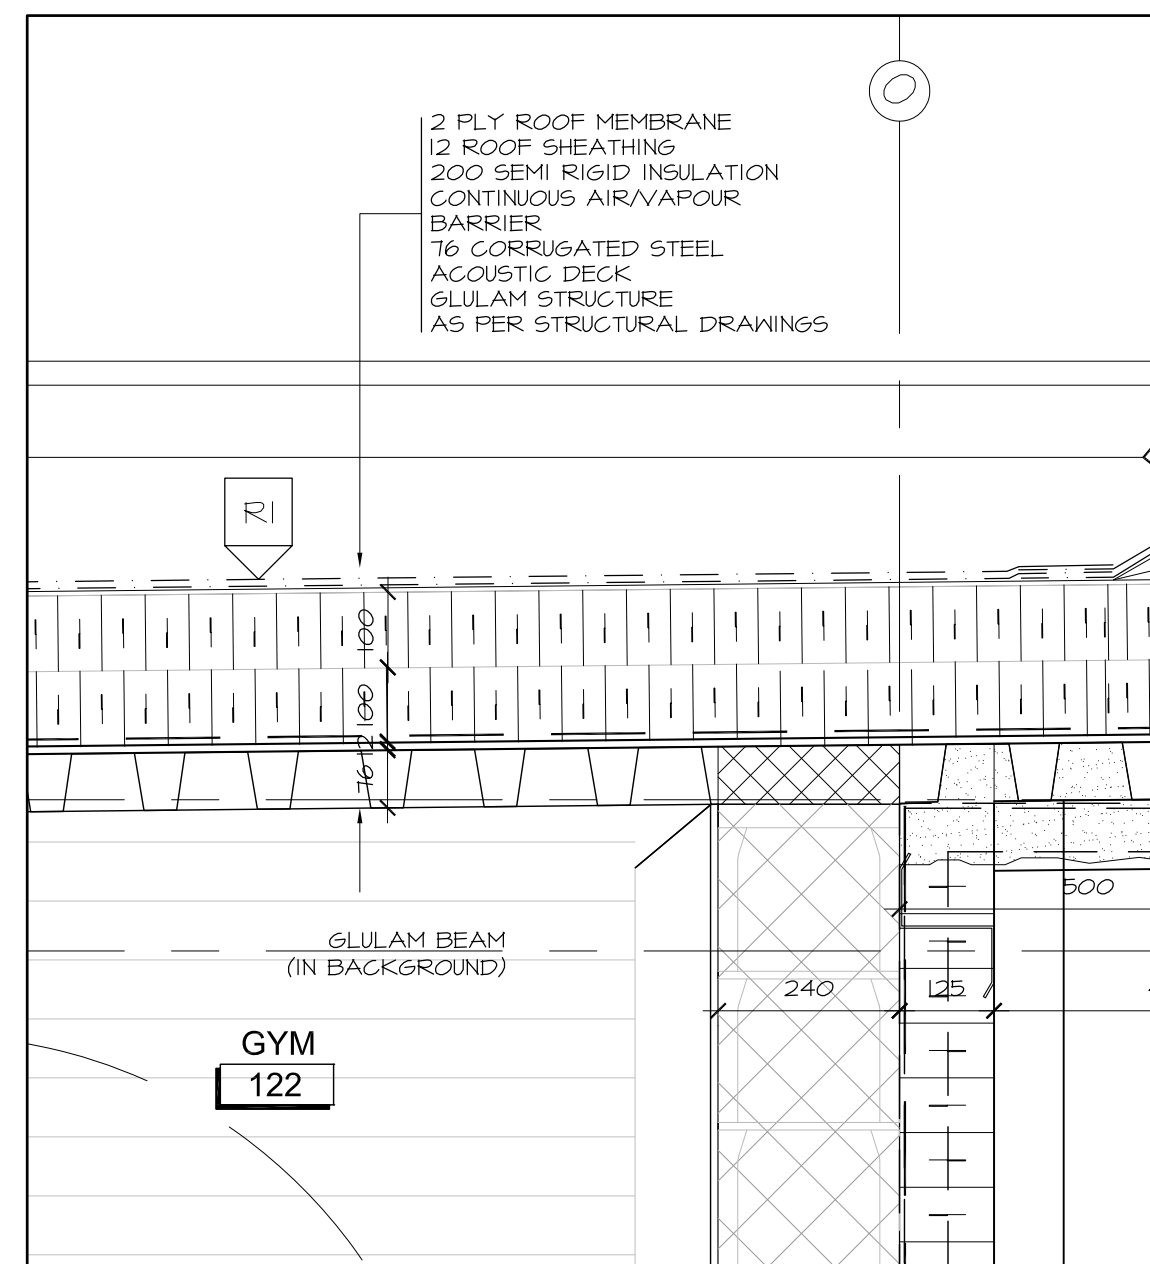 O
2 PLY ROOF MEMBRANE
12 ROOF SHEATHING
200 SEMI RIGID INSULATION
CONTINUOUS AIR/VAPOUR
BARRIER
76 CORRUGATED STEEL
ACOUSTIC DECK
GLULAM STRUCTURE
AS PER STRUCTURAL DRAWINGS
R1
100
100
12
76
500
GLULAM BEAM
(IN BACKGROUND)
240
125
GYM
122